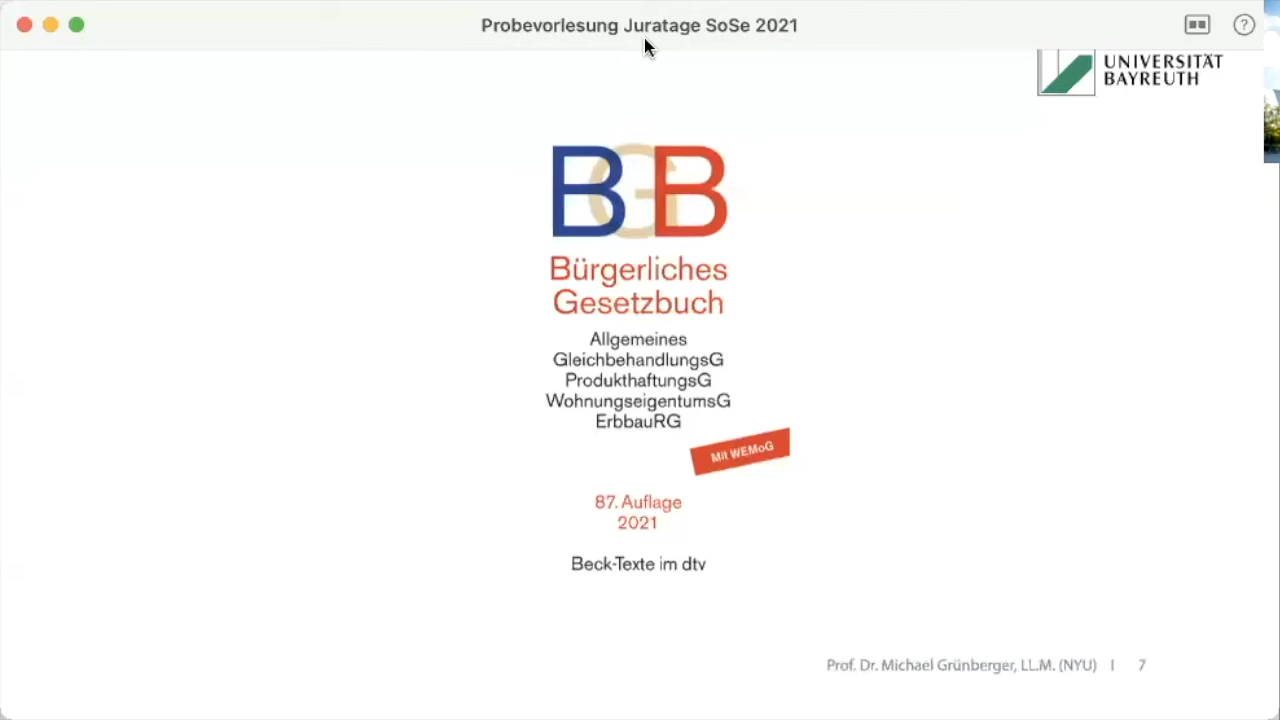 Probevorlesung Juratage SoSe 2021
UNIVERSITÄT
BAYREUTH
BGB
Bürgerliches
Gesetzbuch
Allgemeines
GleichbehandlungsG
ProdukthaftungsG
WohnungseigentumsG
ErbbauRG
Mit WEMoG
87. Auflage
2021
Beck-Texte im dtv
Prof. Dr. Michael Grünberger, LL.M. (NYU) | 7